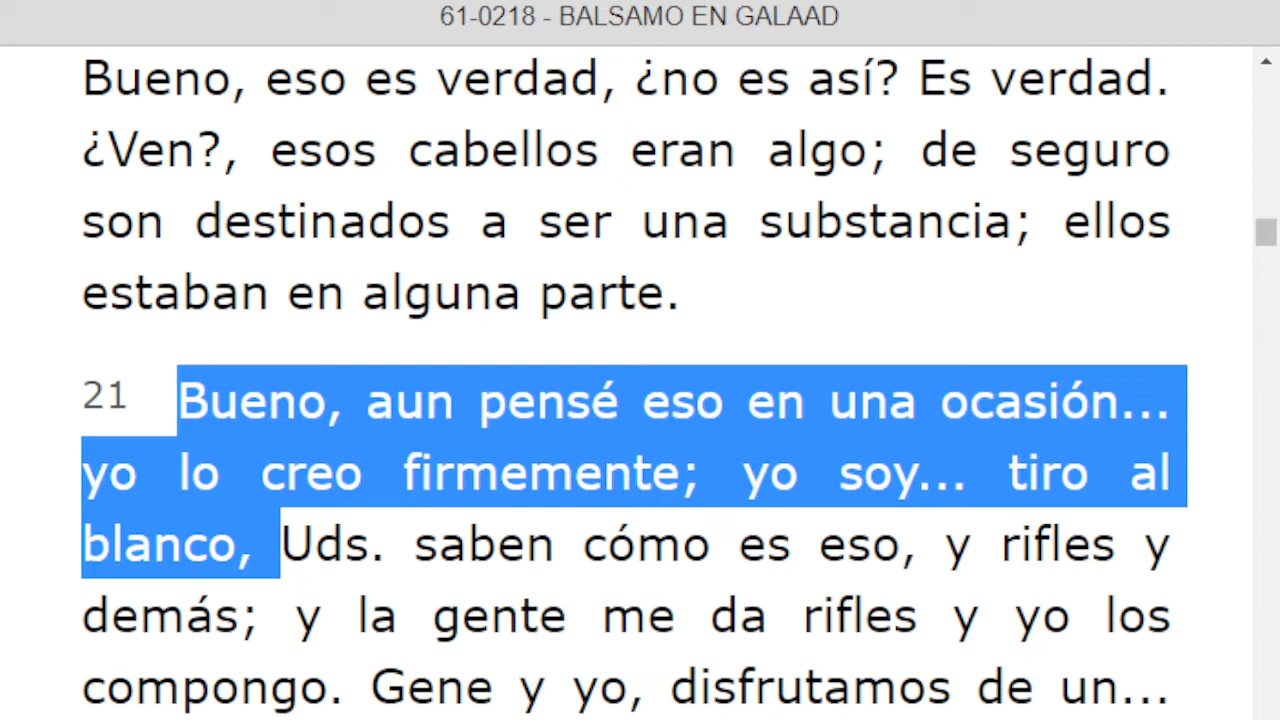 61-0218 - BALSAMO EN GALAAD
Bueno, eso es verdad, ¿no es así? Es verdad.
¿Ven?, esos cabellos eran algo; de seguro
son destinados a ser una substancia; ellos
estaban en alguna parte.
21 Bueno, aun pensé eso en una ocasión...
yo lo creo firmemente; yo soy... tiro al
blanco, Uds. saben cómo es eso, y rifles y
demás; y la gente me da rifles y yo los
compongo. Gene y yo, disfrutamos de un...